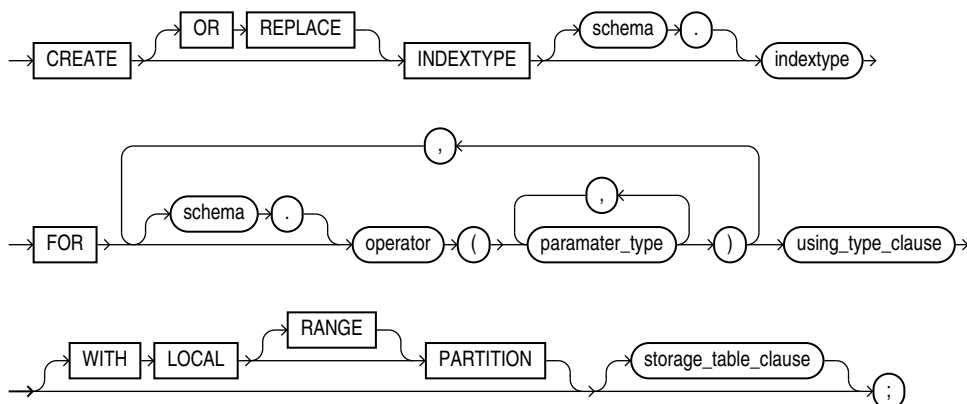 CREATE OR REPLACE INDEXTYPE schema . indextype
FOR schema . operator ( paramater_type , ) , using_type_clause
WITH LOCAL RANGE PARTITION storage_table_clause ;